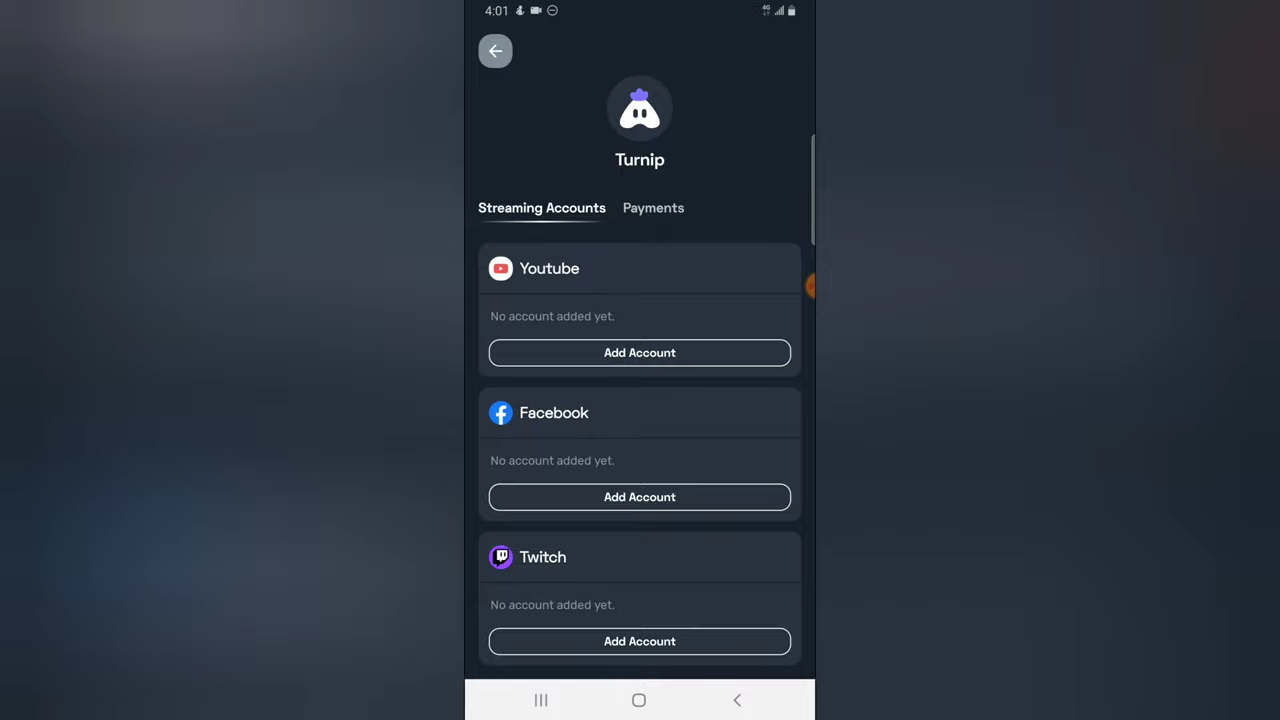 4:01
4G
Turnip
Streaming Accounts Payments
Youtube
No account added yet.
Add Account
Facebook
No account added yet.
Add Account
Twitch
No account added yet.
Add Account